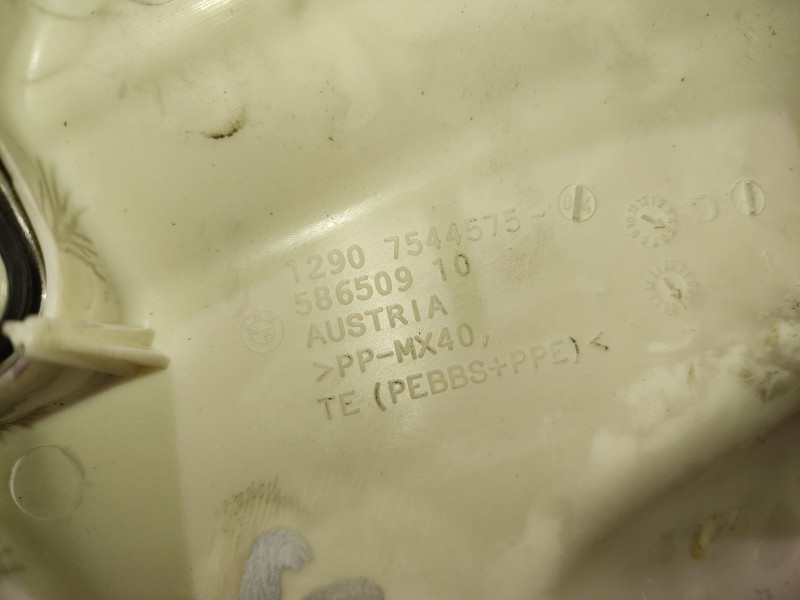 1290 7544575-
586509 10
AUSTRIA
>PP-MX40,
TE (PEBBS+PPE)<